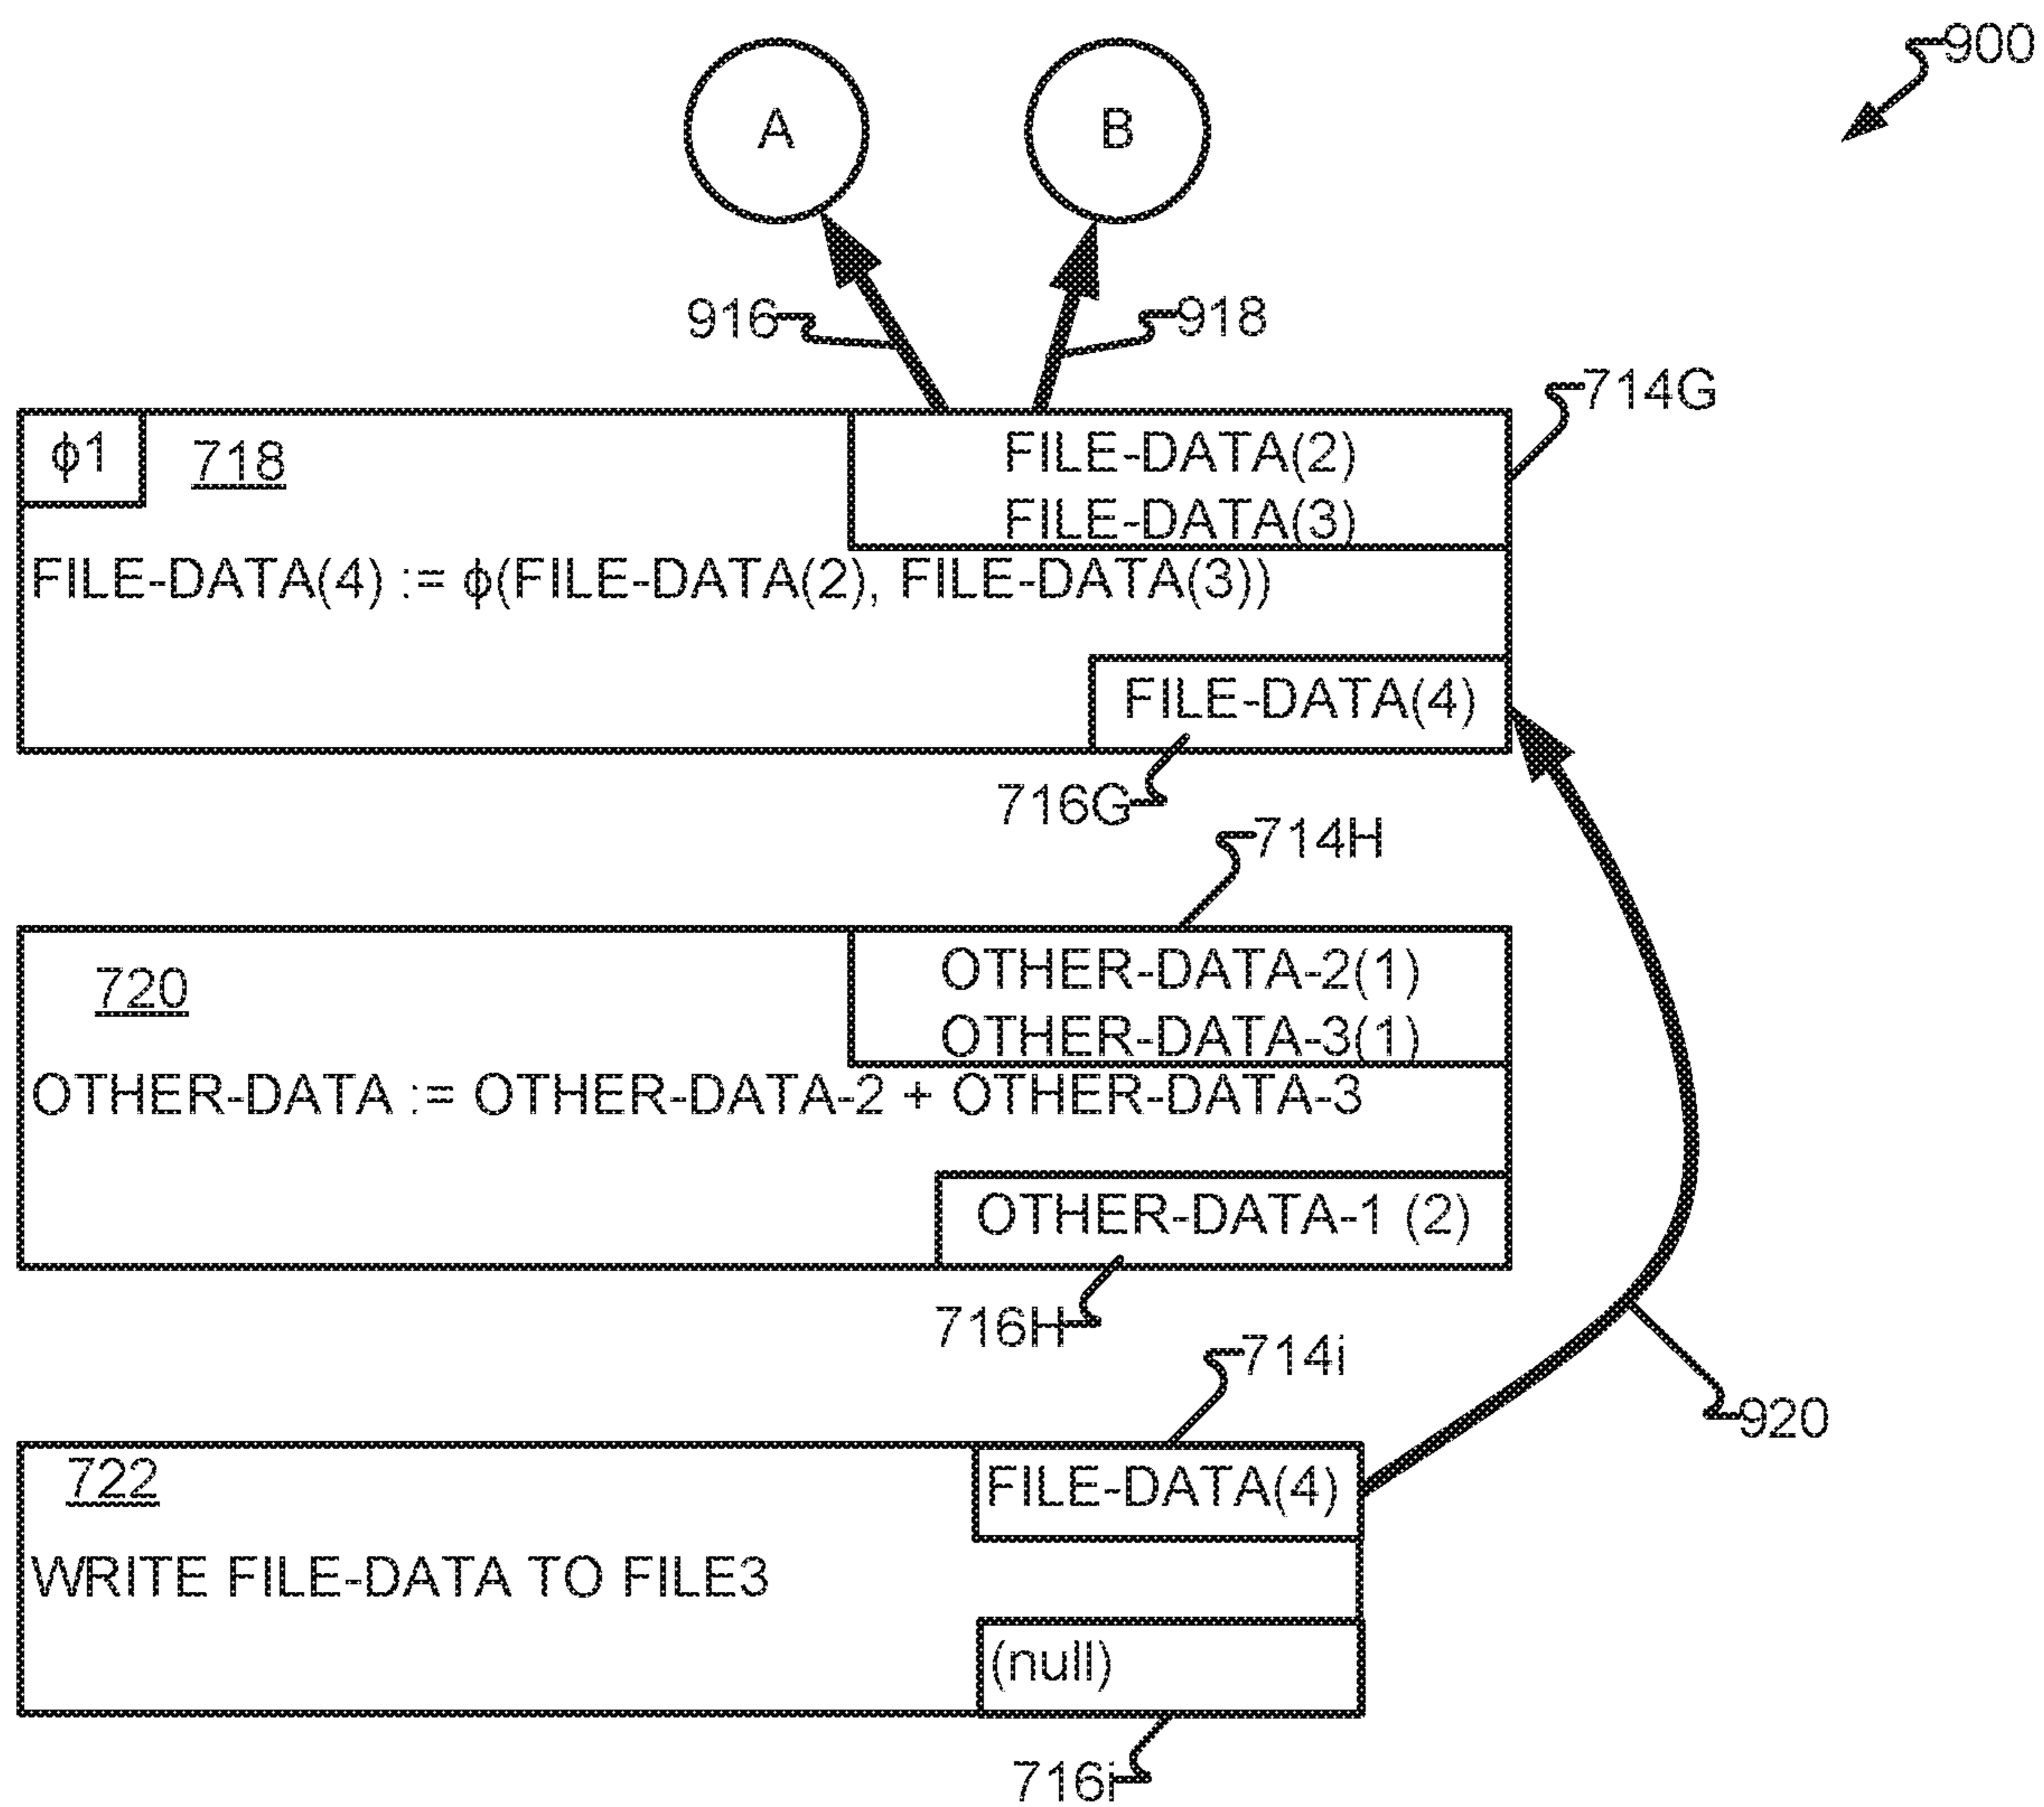 900
A
B
916
918
714G
ϕ1
718
FILE-DATA(2)
FILE-DATA(3)
FILE-DATA(4) := ϕ(FILE-DATA(2), FILE-DATA(3))
FILE-DATA(4)
716G
714H
720
OTHER-DATA-2(1)
OTHER-DATA-3(1)
OTHER-DATA := OTHER-DATA-2 + OTHER-DATA-3
OTHER-DATA-1 (2)
716H
714i
920
722
FILE-DATA(4)
WRITE FILE-DATA TO FILE3
(null)
716i